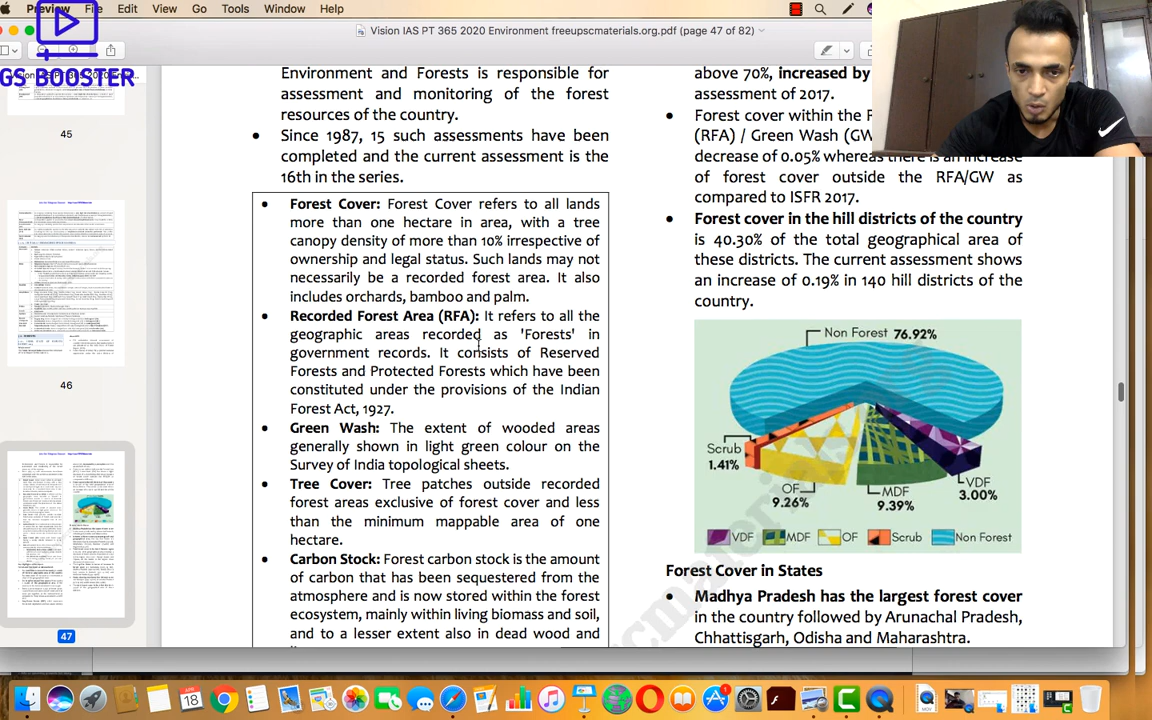 Preview File Edit View Go Tools Window Help
Vision IAS PT 365 2020 Environment freeupscmaterials.org.pdf (page 47 of 82)
GS BOOSTER
45
46
47
Environment and Forests is responsible for
assessment and monitoring of the forest
resources of the country.
• Since 1987, 15 such assessments have been
completed and the current assessment is the
16th in the series.
• Forest Cover: Forest Cover refers to all lands
more than one hectare in area with a tree
canopy density of more than 10% irrespective of
ownership and legal status. Such lands may not
necessarily be a recorded forest area. It also
includes orchards, bamboo and palm.
• Recorded Forest Area (RFA): It refers to all the
geographic areas recorded as 'Forests' in
government records. It consists of Reserved
Forests and Protected Forests which have been
constituted under the provisions of the Indian
Forest Act, 1927.
• Green Wash: The extent of wooded areas
generally shown in light green colour on the
Survey of India topological sheet.
• Tree Cover: Tree patches outside recorded
forest areas exlusive of forest cover and less
than the minimum mappable area of one
hectare.
• Carbon Stock: Forest carbon stock is the amount
of carbon that has been sequestered from the
atmosphere and is now stored within the forest
ecosystem, mainly within living biomass and soil,
and to a lesser extent also in dead wood and
above 70%, increased by
assessment of 2017.
• Forest cover within the
(RFA) / Green Wash (GW
decrease of 0.05% whereas there is an increase
of forest cover outside the RFA/GW as
compared to ISFR 2017.
• Forest cover in the hill districts of the country
is 40.30% of the total geographical area of
these districts. The current assessment shows
an increase of 0.19% in 140 hill districts of the
country.
Non Forest 76.92%
Scrub
1.41%
OF
9.26%
MDF
9.39%
VDF
3.00%
VDF MDF OF Scrub Non Forest
Forest Cover in States
• Madhya Pradesh has the largest forest cover
in the country followed by Arunachal Pradesh,
Chhattisgarh, Odisha and Maharashtra.
APR
18